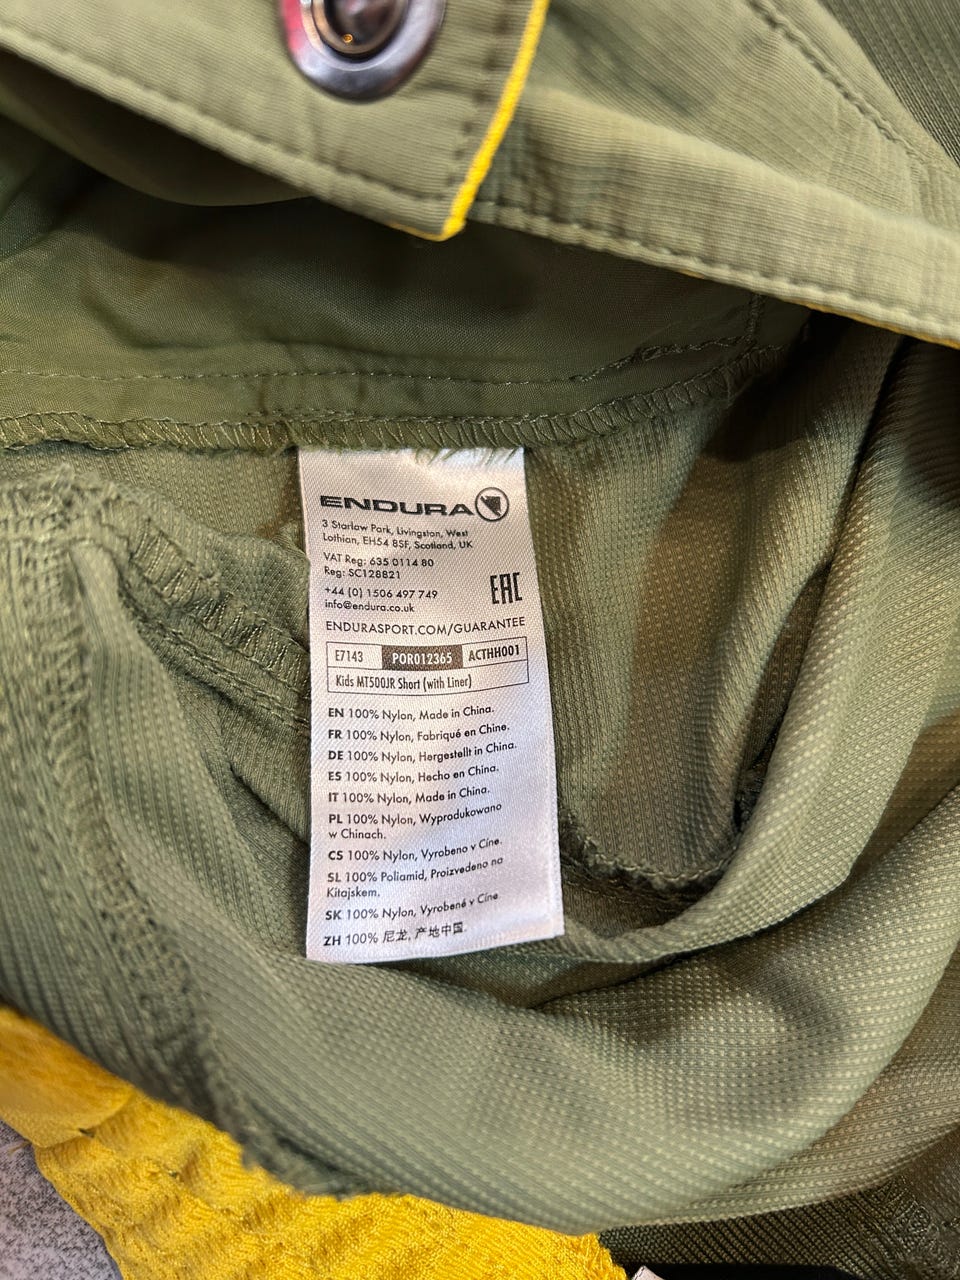 ENDURA
3 Starlaw Park, Livingston, West
Lothian, EH54 8SF, Scotland, UK
VAT Reg: 635 0114 80
Reg: SC128821
+44 (0) 1506 497 749
info@endura.co.uk
EAC
ENDURASPORT.COM/GUARANTEE
E7143 POR012365 ACTHH001
Kids MT500JR Short (with Liner)
EN 100% Nylon, Made in China.
FR 100% Nylon, Fabriqué en Chine.
DE 100% Nylon, Hergestellt in China.
ES 100% Nylon, Hecho en China.
IT 100% Nylon, Made in China.
PL 100% Nylon, Wyprodukowano
w Chinach.
CS 100% Nylon, Vyrobeno v Číne.
SL 100% Poliamid, Proizvedeno na
Kitajskem.
SK 100% Nylon, Vyrobené v Číne.
ZH 100% 尼龙, 产地中国.